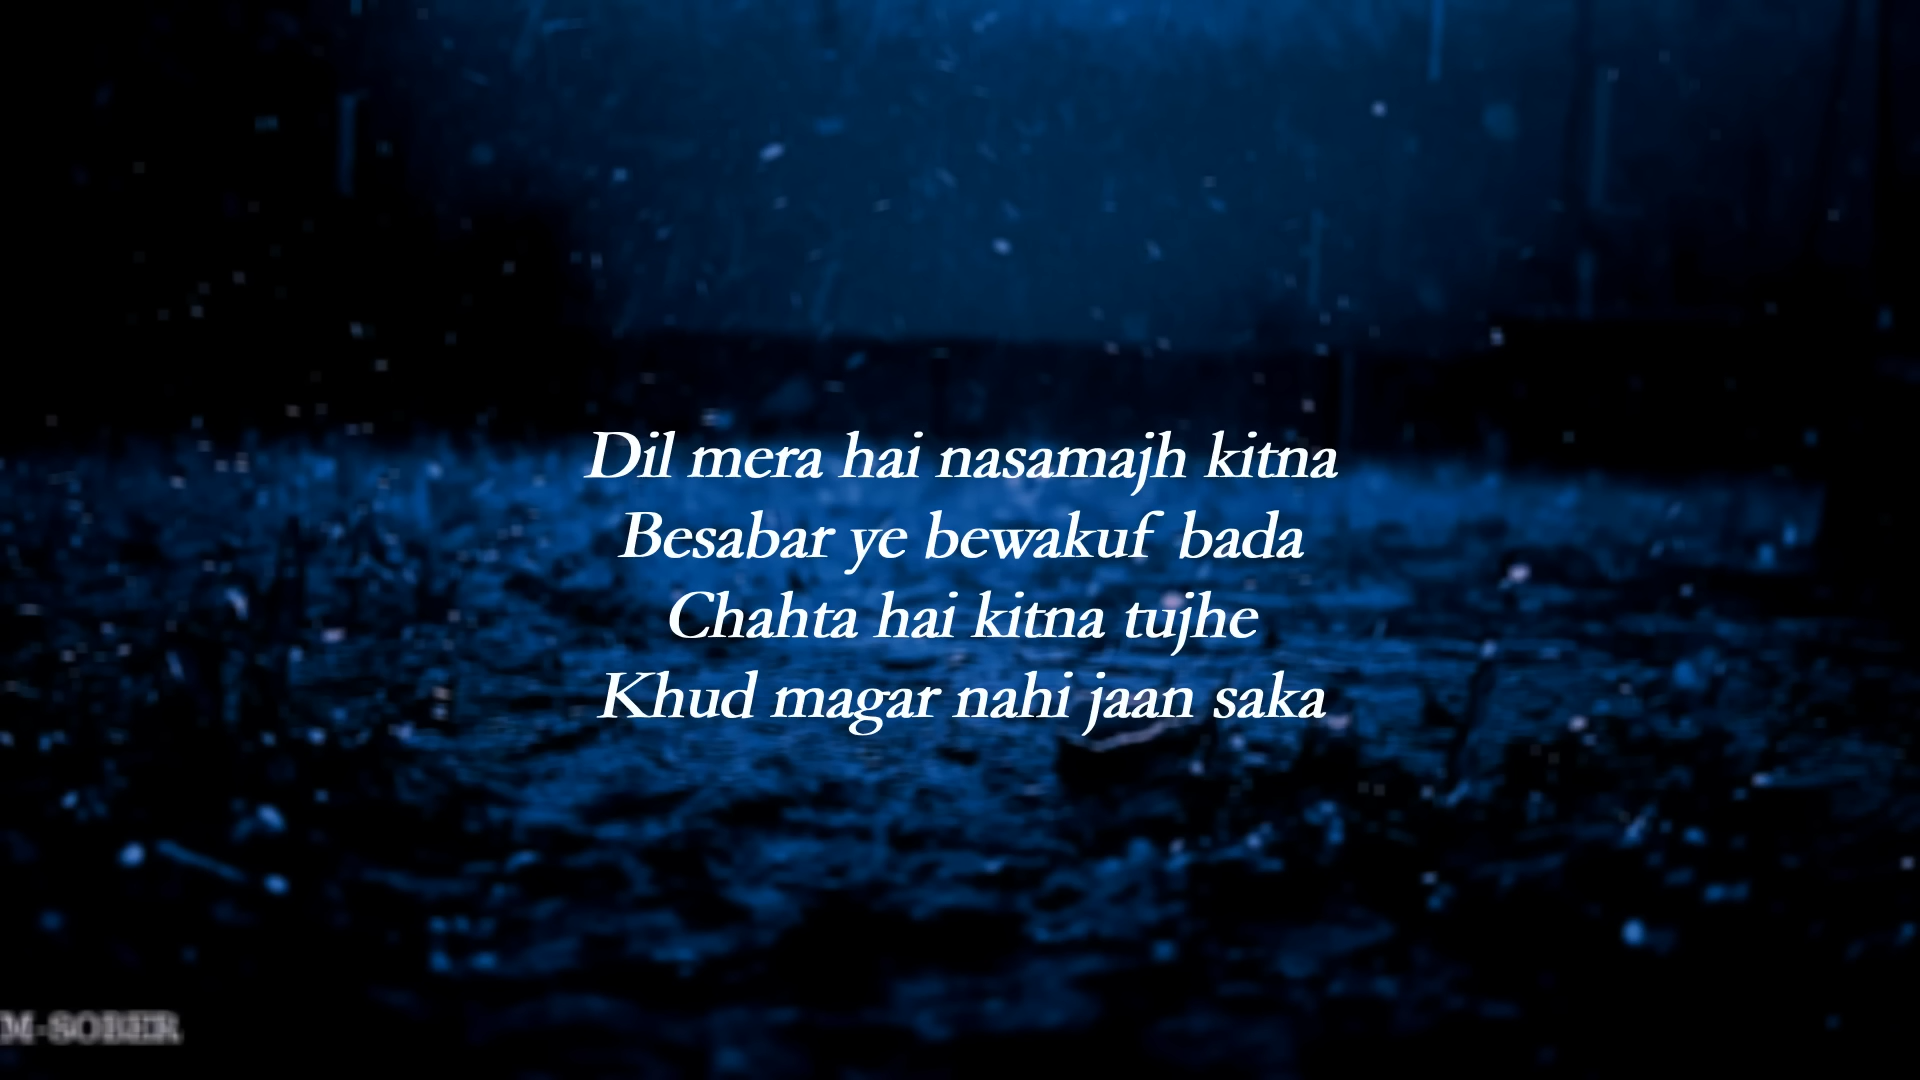 Dil mera hai nasamajh kitna
Besabar ye bewakuf bada
Chahta hai kitna tujhe
Khud magar nahi jaan saka
M-SOBER